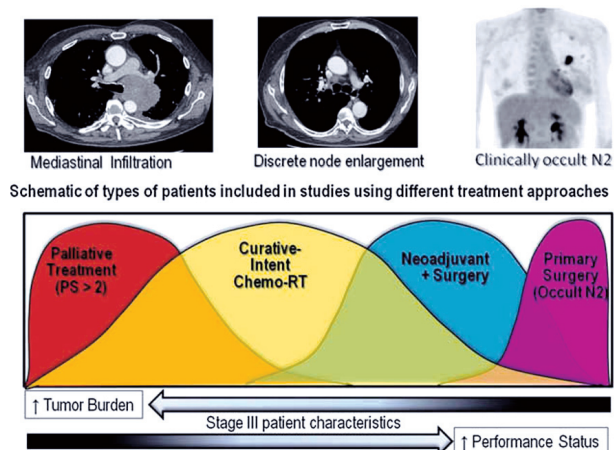 Mediastinal Infiltration
Discrete node enlargement
Clinically occult N2
Schematic of types of patients included in studies using different treatment approaches
Palliative
Treatment
(PS > 2)
Curative-
Intent
Chemo-RT
Neoadjuvant
+ Surgery
Primary
Surgery
(Occult N2)
↑ Tumor Burden
Stage III patient characteristics
↑ Performance Status